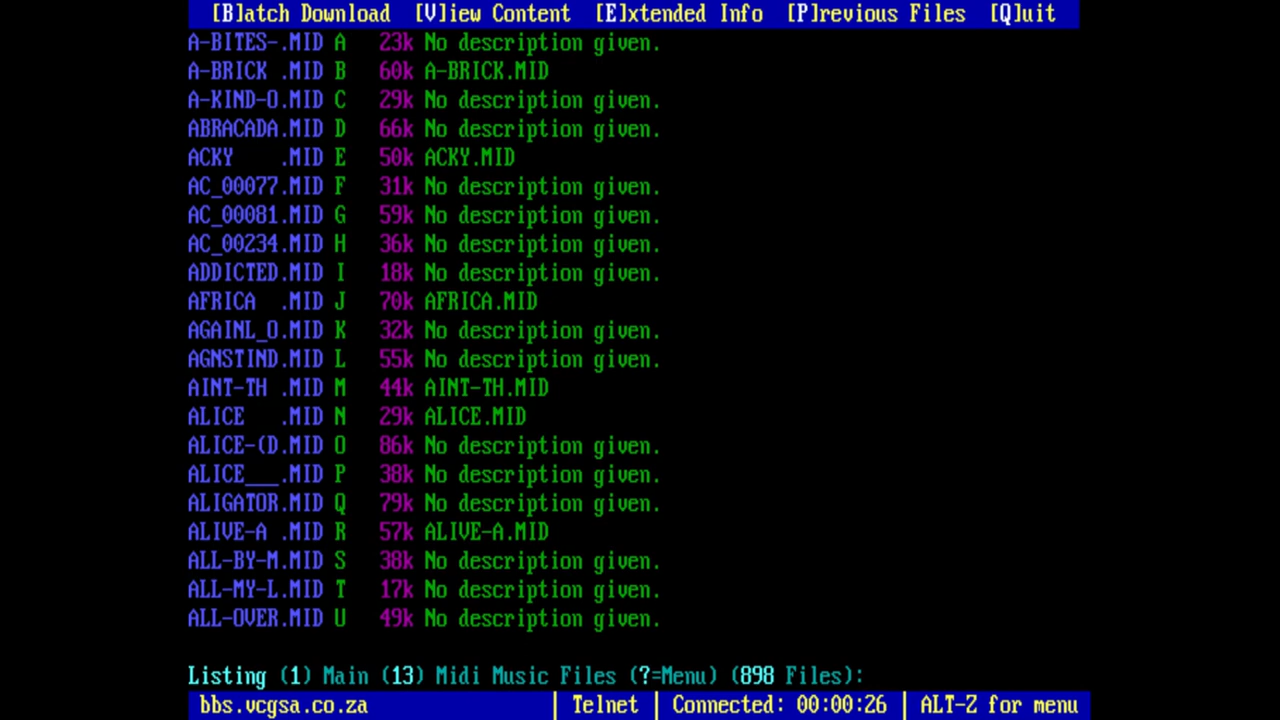 [B]atch Download [V]iew Content [E]xtended Info [P]revious Files [Q]uit
A-BITES-.MID A 23k No description given.
A-BRICK .MID B 60k A-BRICK.MID
A-KIND-O.MID C 29k No description given.
ABRACADA.MID D 66k No description given.
ACKY .MID E 50k ACKY.MID
AC_00077.MID F 31k No description given.
AC_00081.MID G 59k No description given.
AC_00234.MID H 36k No description given.
ADDICTED.MID I 18k No description given.
AFRICA .MID J 70k AFRICA.MID
AGAINL_O.MID K 32k No description given.
AGNSTIND.MID L 55k No description given.
AINT-TH .MID M 44k AINT-TH.MID
ALICE .MID N 29k ALICE.MID
ALICE-(D.MID O 86k No description given.
ALICE___.MID P 38k No description given.
ALIGATOR.MID Q 79k No description given.
ALIVE-A .MID R 57k ALIVE-A.MID
ALL-BY-M.MID S 38k No description given.
ALL-MY-L.MID T 17k No description given.
ALL-OVER.MID U 49k No description given.
Listing (1) Main (13) Midi Music Files (?=Menu) (898 Files):
bbs.vcgsa.co.za | Telnet | Connected: 00:00:26 | ALT-Z for menu